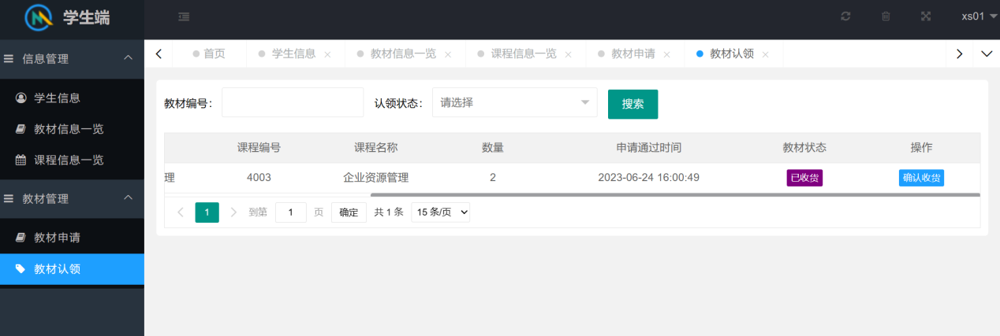 学生端
xs01
信息管理
学生信息
教材信息一览
课程信息一览
教材管理
教材申请
教材认领
首页 学生信息 教材信息一览 课程信息一览 教材申请 教材认领
教材编号： 认领状态： 请选择 搜索
课程编号 课程名称 数量 申请通过时间 教材状态 操作
理 4003 企业资源管理 2 2023-06-24 16:00:49 已收货 确认收货
1 到第 1 页 确定 共 1 条 15 条/页